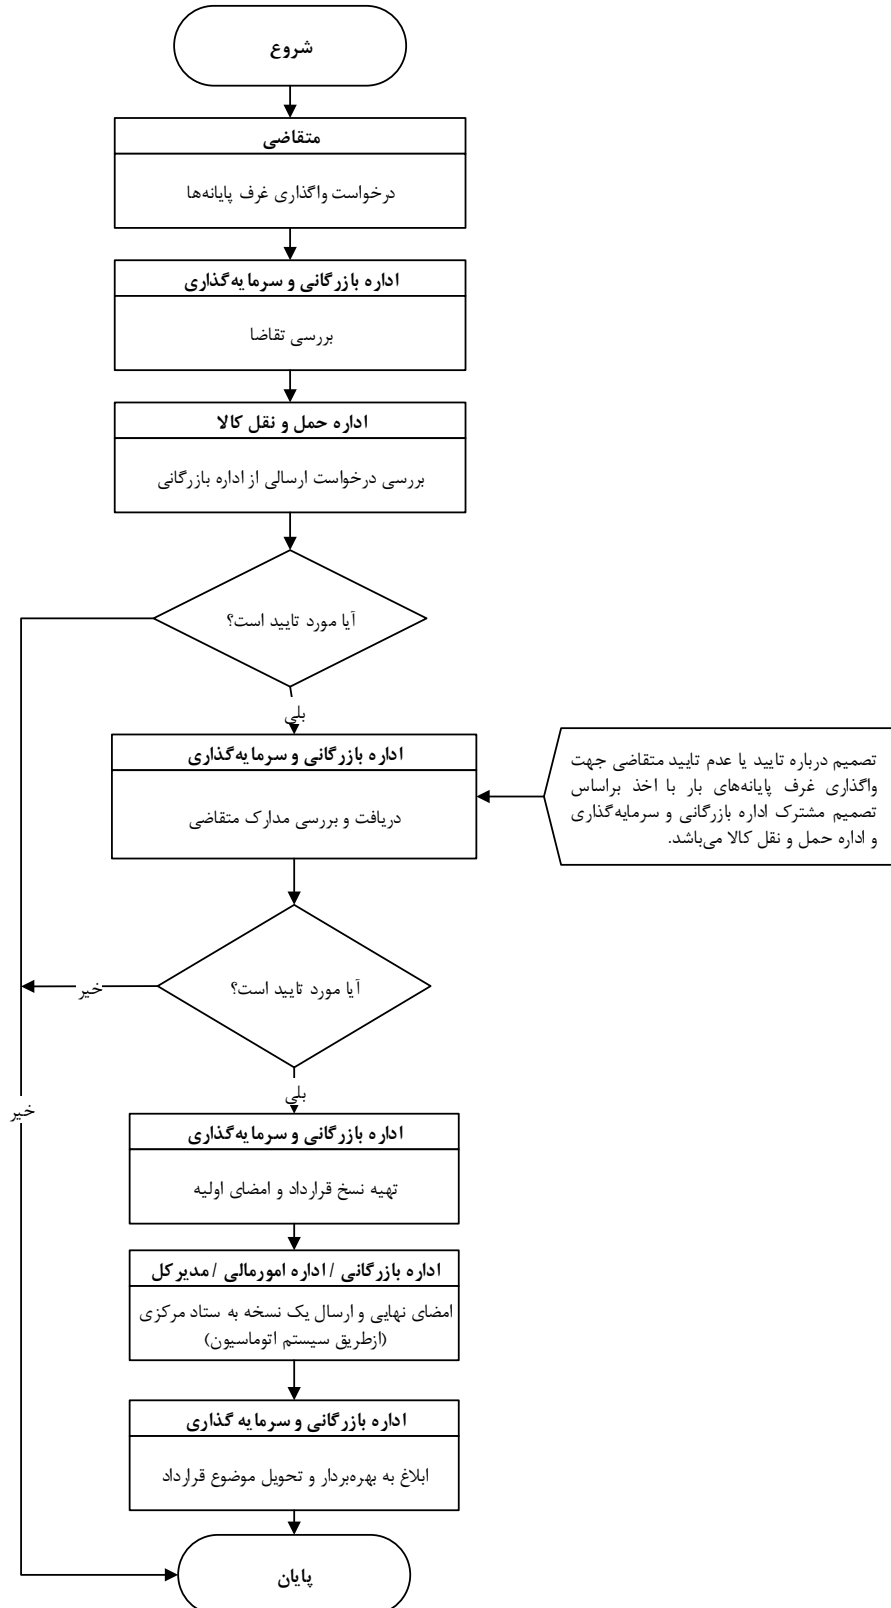 شروع
متقاضی
درخواست واگذاری غرف پایانه‌ها
اداره بازرگانی و سرمایه‌گذاری
بررسی تقاضا
اداره حمل و نقل کالا
بررسی درخواست ارسالی از اداره بازرگانی
آیا مورد تایید است؟
بلی
اداره بازرگانی و سرمایه‌گذاری
دریافت و بررسی مدارک متقاضی
تصمیم درباره تایید یا عدم تایید متقاضی جهت
واگذاری غرف پایانه‌های بار با اخذ براساس
تصمیم مشترک اداره بازرگانی و سرمایه‌گذاری
و اداره حمل و نقل کالا می‌باشد.
آیا مورد تایید است؟
خیر
بلی
خیر
اداره بازرگانی و سرمایه‌گذاری
تهیه نسخ قرارداد و امضای اولیه
اداره بازرگانی / اداره امورمالی / مدیرکل
امضای نهایی و ارسال یک نسخه به ستاد مرکزی
(ازطریق سیستم اتوماسیون)
اداره بازرگانی و سرمایه گذاری
ابلاغ به بهره‌بردار و تحویل موضوع قرارداد
پایان